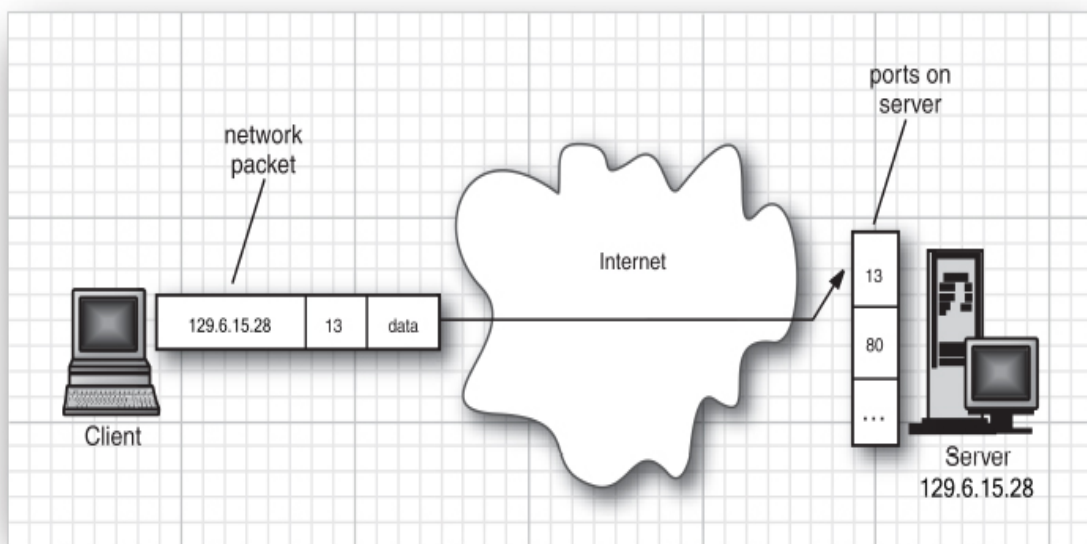 ports on
server
network
packet
Internet
13
129.6.15.28
13
data
80
...
Client
Server
129.6.15.28